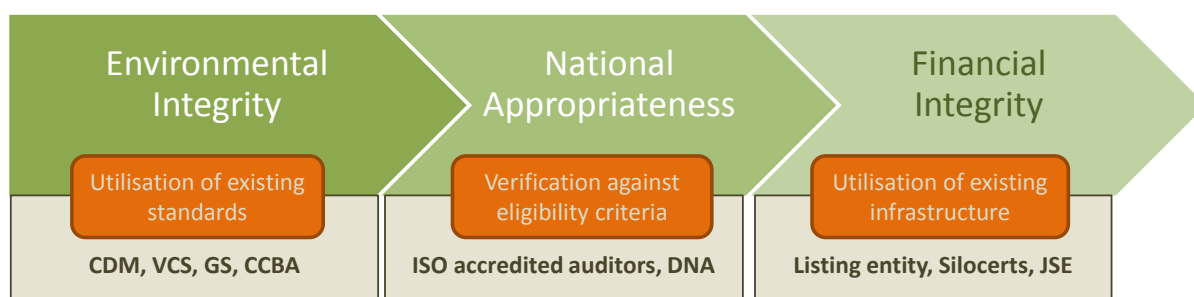 Environmental
Integrity
Utilisation of existing
standards
CDM, VCS, GS, CCBA
National
Appropriateness
Verification against
eligibility criteria
ISO accredited auditors, DNA
Financial
Integrity
Utilisation of existing
infrastructure
Listing entity, Silocerts, JSE